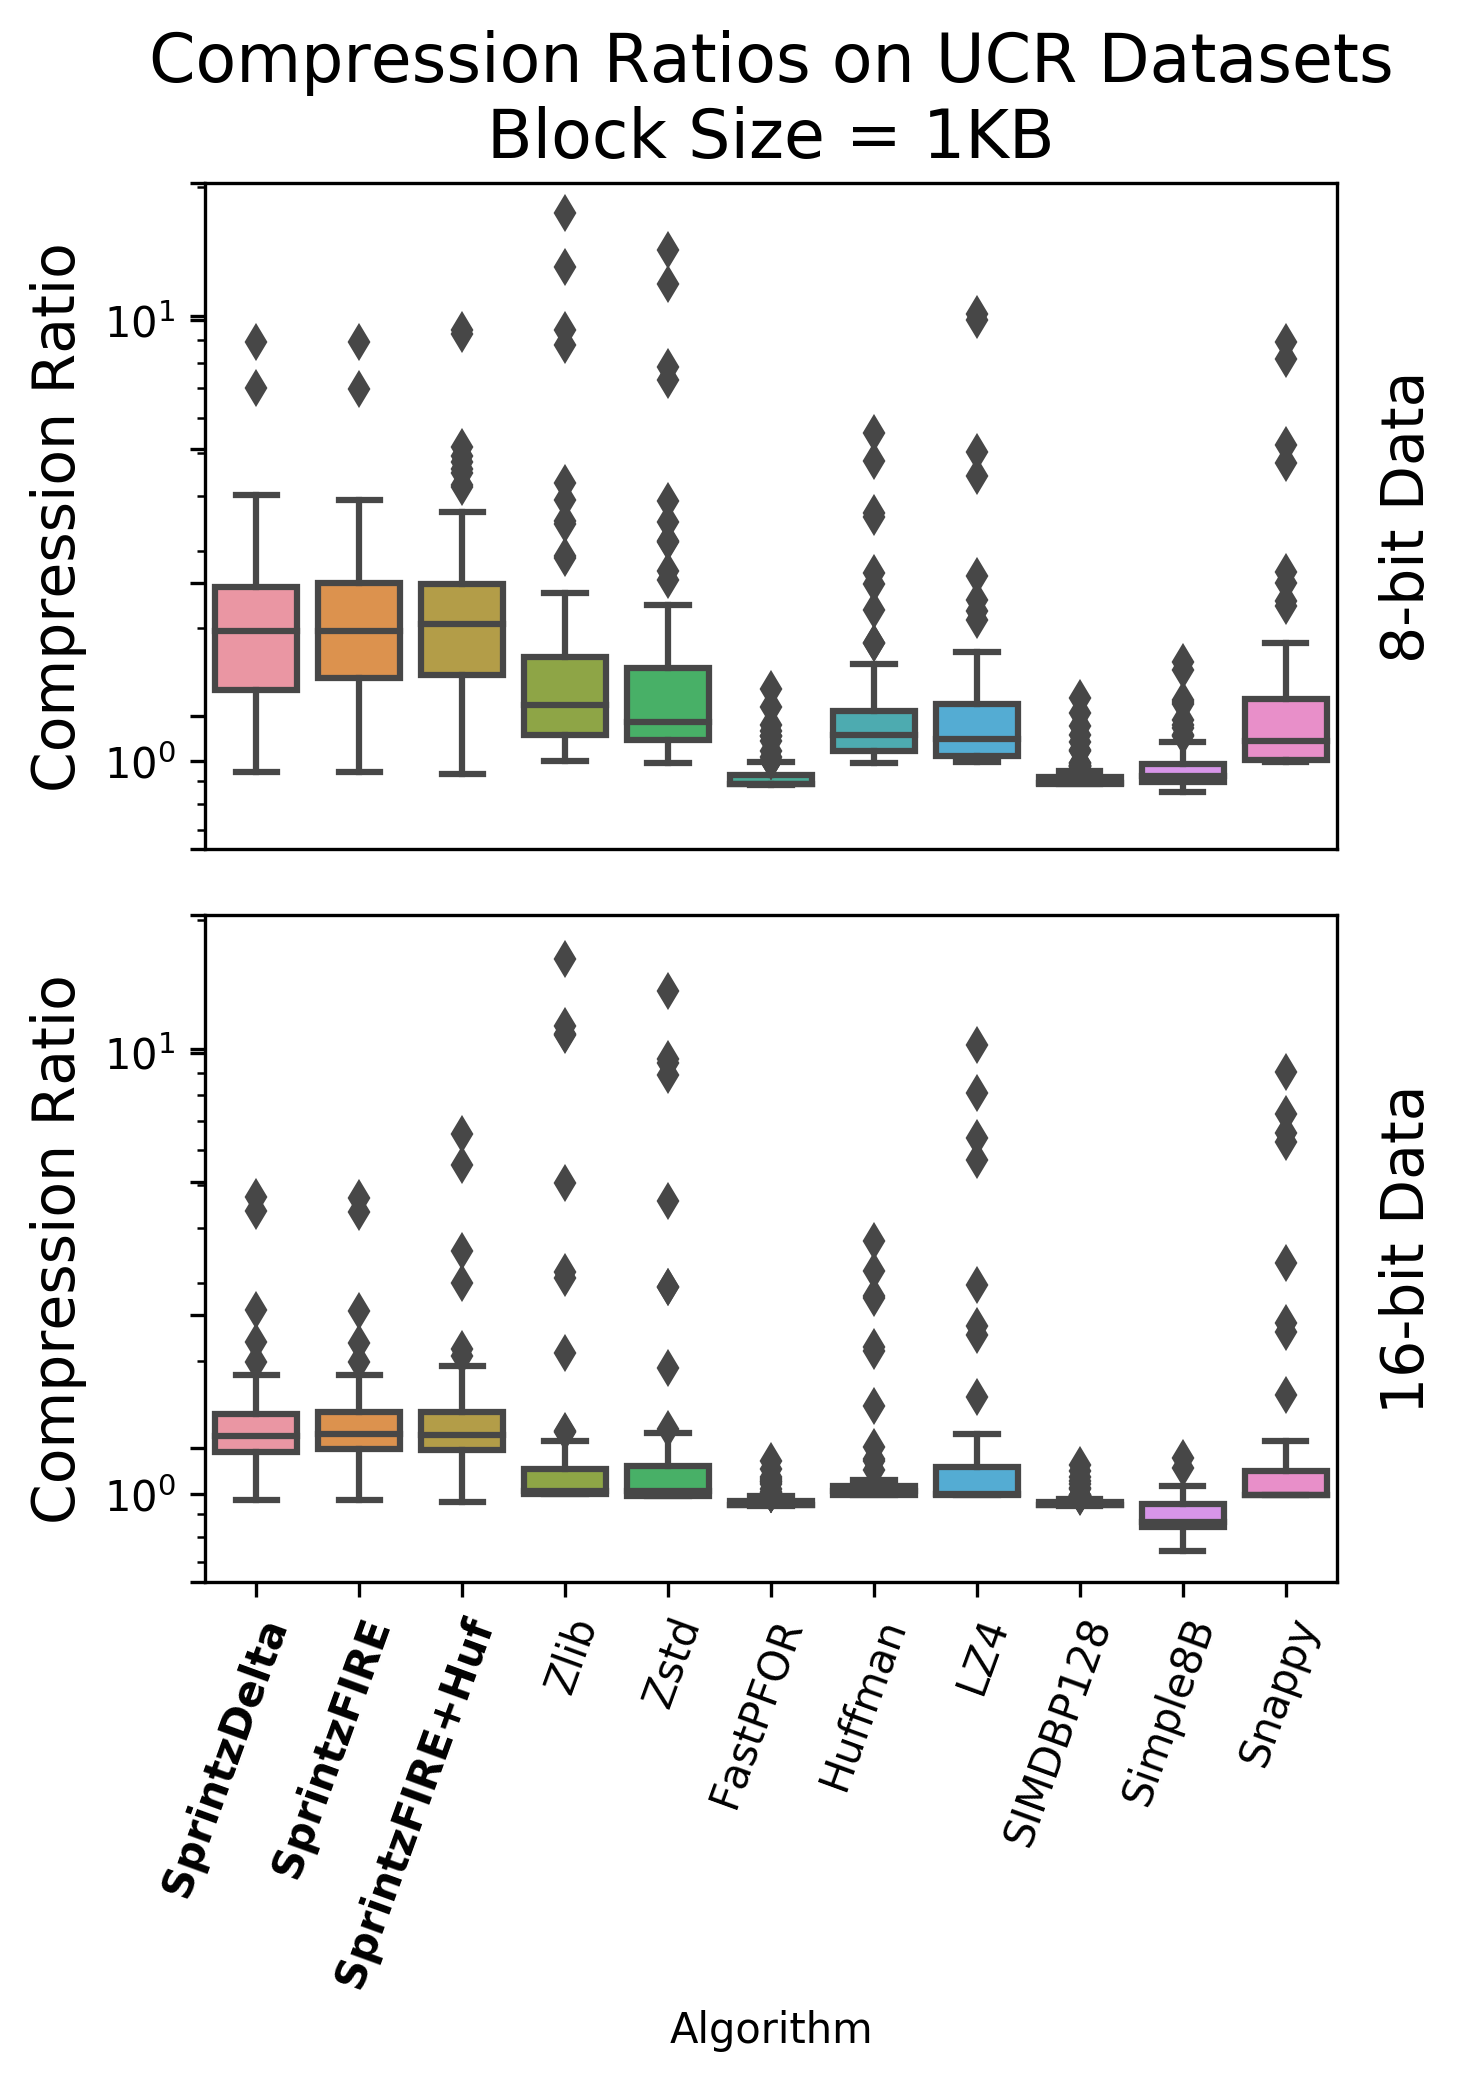 Compression Ratios on UCR Datasets
Block Size = 1KB
Compression Ratio
10¹
10⁰
8-bit Data
Compression Ratio
10¹
10⁰
16-bit Data
SprintzDelta
SprintzFIRE
SprintzFIRE+Huf
Zlib
Zstd
FastPFOR
Huffman
LZ4
SIMDBP128
Simple8B
Snappy
Algorithm